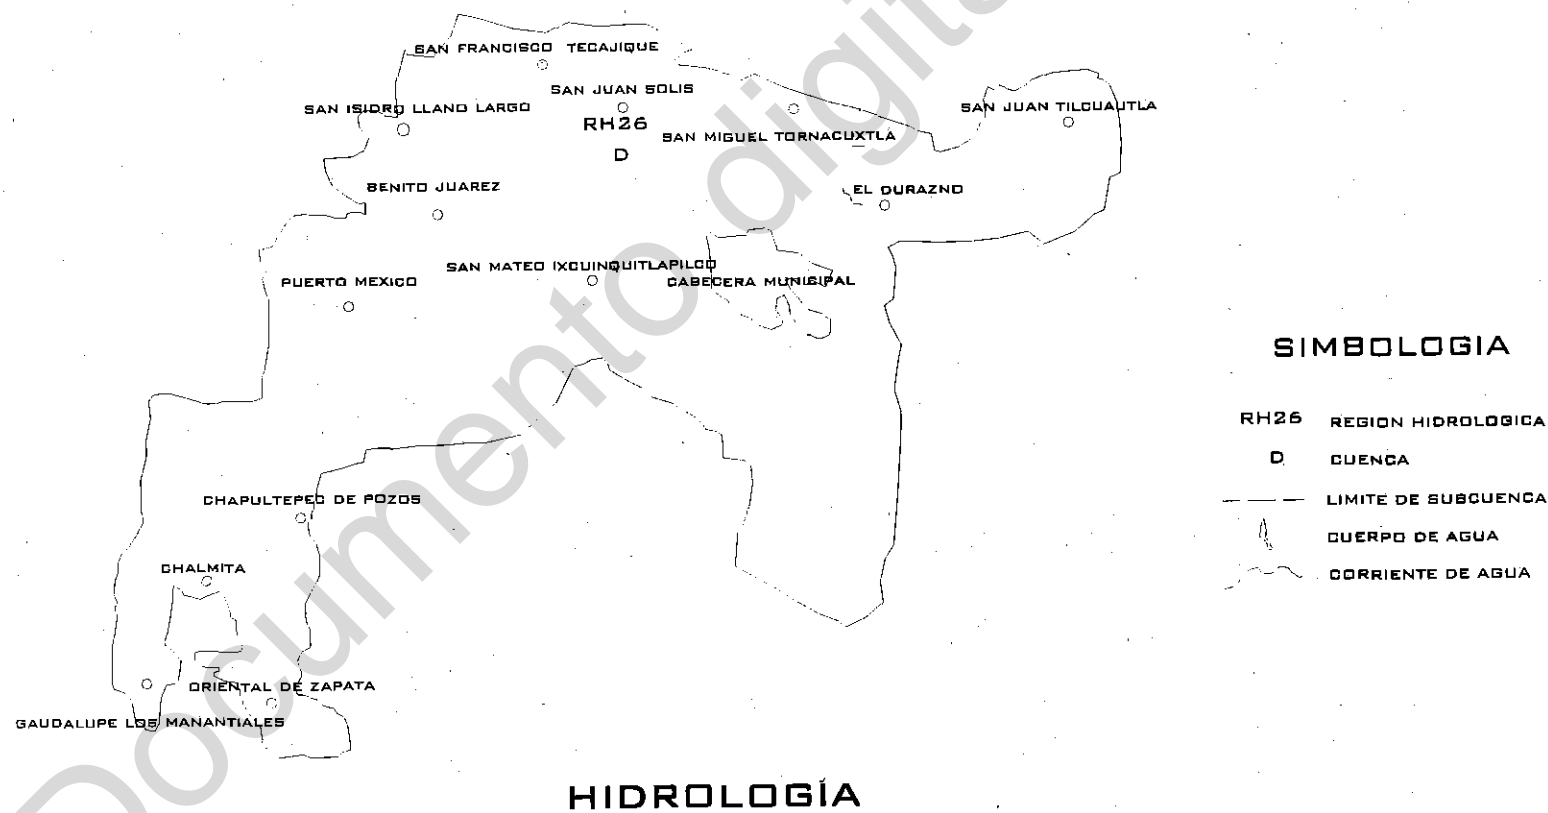 SAN FRANCISCO TECAJIQUE
SAN JUAN SOLIS
SAN ISIDRO LLANO LARGO
SAN JUAN TILCUAUTLA
RH26
SAN MIGUEL TORNACUXTLA
D
BENITO JUAREZ
EL DURAZNO
SAN MATEO IXCUINQUITLAPILCO
PUERTO MEXICO
CABECERA MUNICIPAL
CHAPULTEPEC DE POZOS
CHALMITA
ORIENTAL DE ZAPATA
GAUDALUPE LOS MANANTIALES
SIMBOLOGIA
RH26 REGION HIDROLOGICA
D CUENCA
LIMITE DE SUBCUENCA
CUERPO DE AGUA
CORRIENTE DE AGUA
HIDROLOGÍA
Documento digita